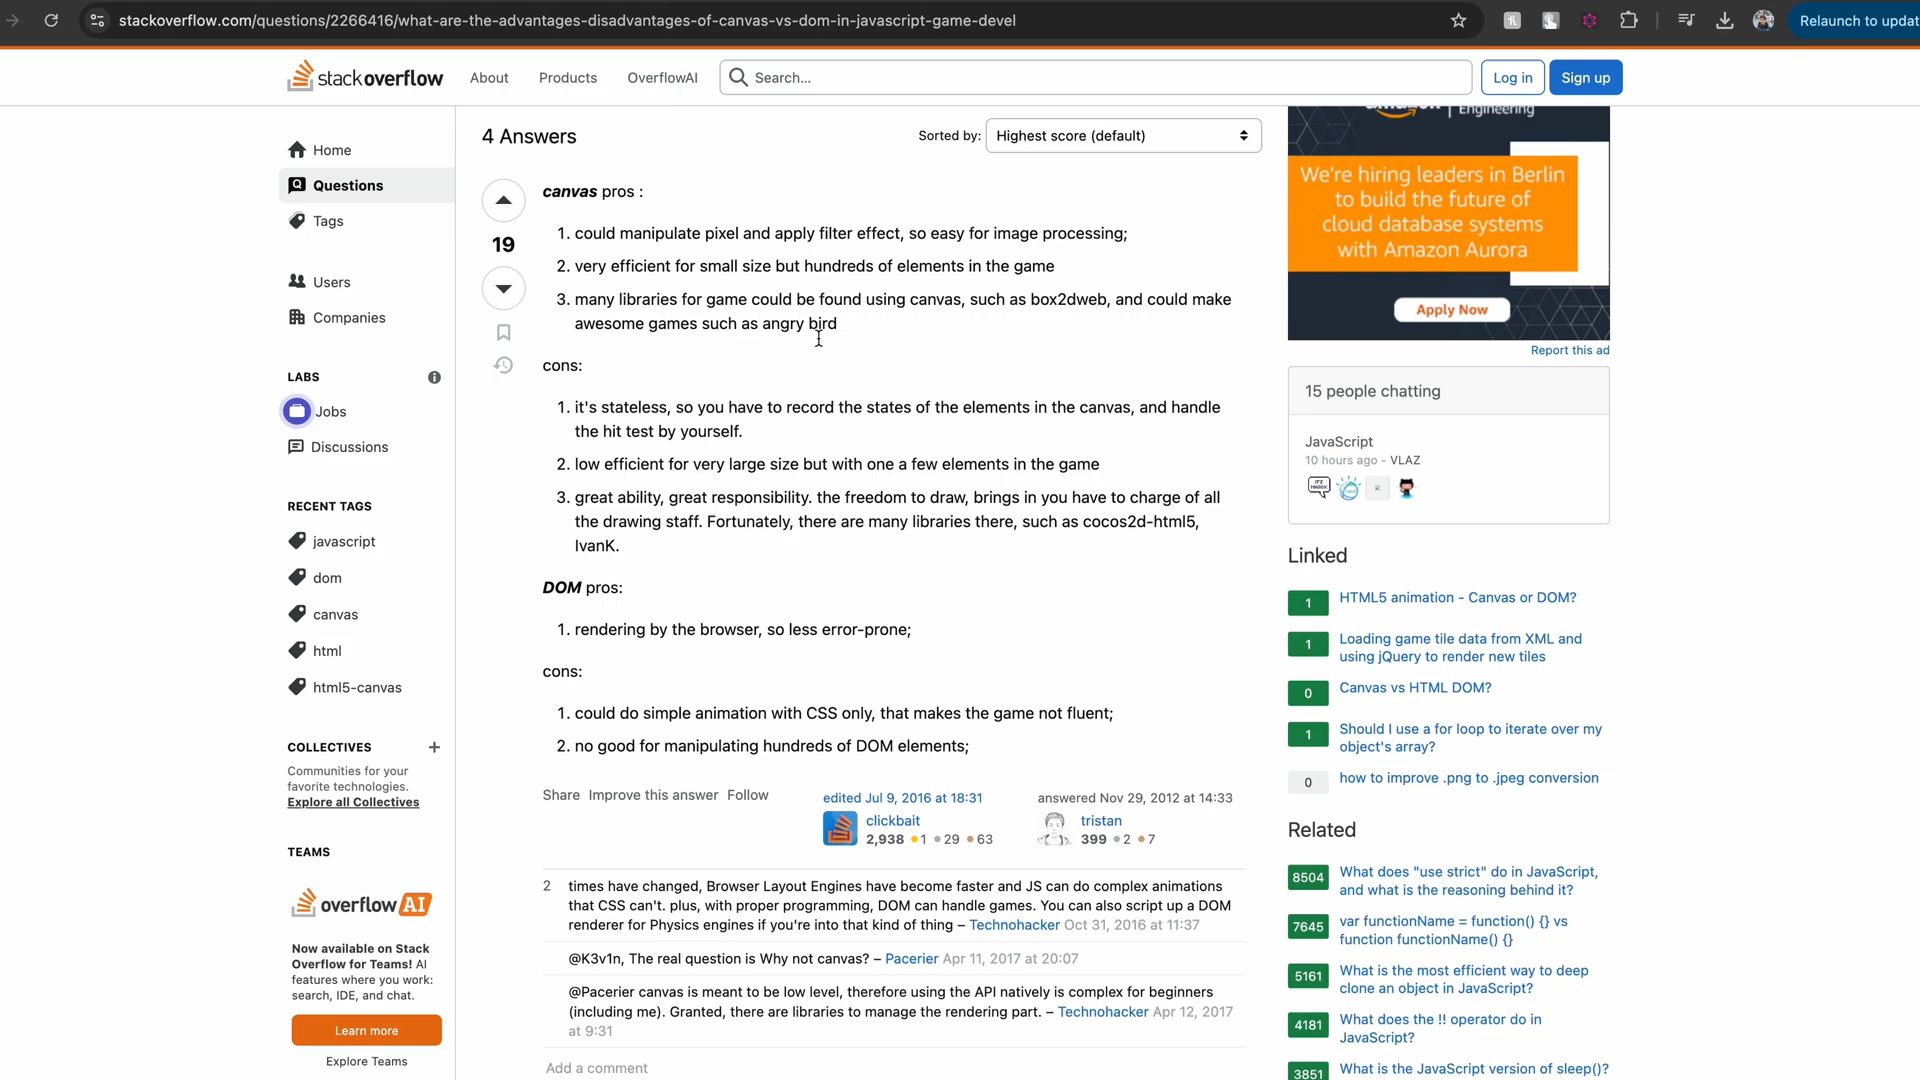 stackoverflow.com/questions/2266416/what-are-the-advantages-disadvantages-of-canvas-vs-dom-in-javascript-game-devel
Relaunch to updat
stackoverflow
About
Products
OverflowAI
Search...
Log in
Sign up
Home
Questions
Tags
Users
Companies
LABS
Jobs
Discussions
RECENT TAGS
javascript
dom
canvas
html
html5-canvas
COLLECTIVES
Communities for your
favorite technologies.
Explore all Collectives
TEAMS
overflow AI
Now available on Stack
Overflow for Teams! AI
features where you work:
search, IDE, and chat.
Learn more
Explore Teams
4 Answers
Sorted by:
Highest score (default)
19
canvas pros :
1. could manipulate pixel and apply filter effect, so easy for image processing;
2. very efficient for small size but hundreds of elements in the game
3. many libraries for game could be found using canvas, such as box2dweb, and could make
awesome games such as angry bird
cons:
1. it's stateless, so you have to record the states of the elements in the canvas, and handle
the hit test by yourself.
2. low efficient for very large size but with one a few elements in the game
3. great ability, great responsibility. the freedom to draw, brings in you have to charge of all
the drawing staff. Fortunately, there are many libraries there, such as cocos2d-html5,
IvanK.
DOM pros:
1. rendering by the browser, so less error-prone;
cons:
1. could do simple animation with CSS only, that makes the game not fluent;
2. no good for manipulating hundreds of DOM elements;
Share Improve this answer Follow
edited Jul 9, 2016 at 18:31
clickbait
2,938 1 29 63
answered Nov 29, 2012 at 14:33
tristan
399 2 7
2 times have changed, Browser Layout Engines have become faster and JS can do complex animations
that CSS can't. plus, with proper programming, DOM can handle games. You can also script up a DOM
renderer for Physics engines if you're into that kind of thing – Technohacker Oct 31, 2016 at 11:37
@K3v1n, The real question is Why not canvas? – Pacerier Apr 11, 2017 at 20:07
@Pacerier canvas is meant to be low level, therefore using the API natively is complex for beginners
(including me). Granted, there are libraries to manage the rendering part. – Technohacker Apr 12, 2017
at 9:31
Add a comment
Engineering
We're hiring leaders in Berlin
to build the future of
cloud database systems
with Amazon Aurora
Apply Now
Report this ad
15 people chatting
JavaScript
10 hours ago - VLAZ
Linked
1 HTML5 animation - Canvas or DOM?
1 Loading game tile data from XML and
using jQuery to render new tiles
0 Canvas vs HTML DOM?
1 Should I use a for loop to iterate over my
object's array?
0 how to improve .png to .jpeg conversion
Related
8504 What does "use strict" do in JavaScript,
and what is the reasoning behind it?
7645 var functionName = function() {} vs
function functionName() {}
5161 What is the most efficient way to deep
clone an object in JavaScript?
4181 What does the !! operator do in
JavaScript?
3851 What is the JavaScript version of sleep()?